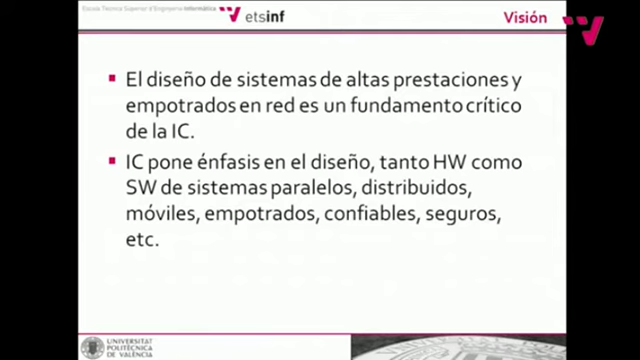 Escola Tècnica Superior d'Enginyeria Informàtica
etsinf
Visión
El diseño de sistemas de altas prestaciones y
empotrados en red es un fundamento crítico
de la IC.
IC pone énfasis en el diseño, tanto HW como
SW de sistemas paralelos, distribuidos,
móviles, empotrados, confiables, seguros,
etc.
UNIVERSITAT
POLITÈCNICA
DE VALÈNCIA